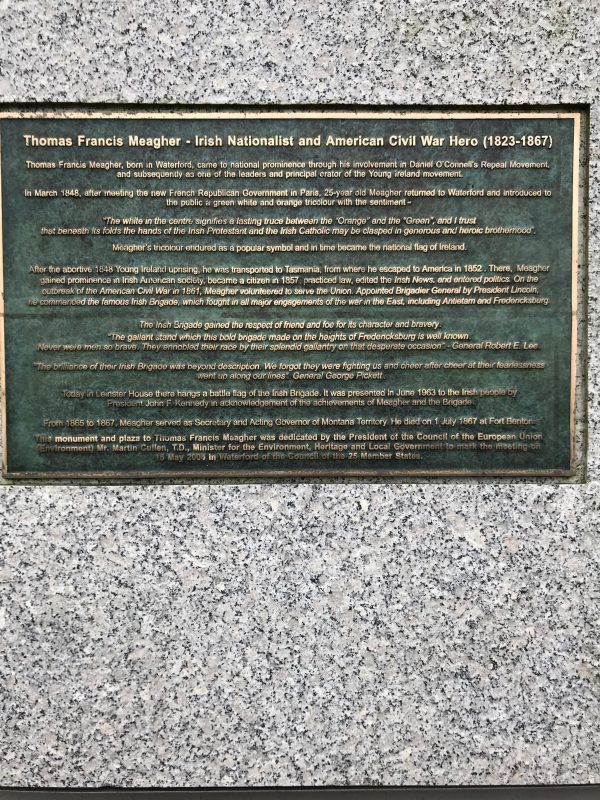 Thomas Francis Meagher - Irish Nationalist and American Civil War Hero (1823-1867)
Thomas Francis Meagher, born in Waterford, came to national prominence through his involvement in Daniel O'Connell's Repeal Movement,
and subsequently as one of the leaders and principal orator of the Young Ireland movement.
In March 1848, after meeting the new French Republican Government in Paris, 25-year old Meagher returned to Waterford and introduced to
the public a green white and orange tricolour with the sentiment -
"The white in the centre signifies a lasting truce between the "Orange" and the "Green", and I trust
that beneath its folds the hands of the Irish Protestant and the Irish Catholic may be clasped in generous and heroic brotherhood".
Meagher's tricolour endured as a popular symbol and in time became the national flag of Ireland.
After the abortive 1848 Young Ireland uprising, he was transported to Tasmania, from where he escaped to America in 1852. There, Meagher
gained prominence in Irish American society, became a citizen in 1857, practiced law, edited the Irish News, and entered politics. On the
outbreak of the American Civil War in 1861, Meagher volunteered to serve the Union. Appointed Brigadier General by President Lincoln,
he commanded the famous Irish Brigade, which fought in all major engagements of the war in the East, including Antietam and Fredericksburg.
The Irish Brigade gained the respect of friend and foe for its character and bravery.
"The gallant stand which this bold brigade made on the heights of Fredericksburg is well known.
Never were men so brave. They ennobled their race by their splendid gallantry on that desperate occasion" - General Robert E. Lee
"The brilliance of their Irish Brigade was beyond description. We forgot they were fighting us and cheer after cheer at their fearlessness
went up along our lines". General George Pickett.
Today in Leinster House there hangs a battle flag of the Irish Brigade. It was presented in June 1963 to the Irish people by
President John F. Kennedy in acknowledgement of the achievements of Meagher and the Brigade.
From 1865 to 1867, Meagher served as Secretary and Acting Governor of Montana Territory. He died on 1 July 1867 at Fort Benton.
This monument and plaza to Thomas Francis Meagher was dedicated by the President of the Council of the European Union
(Environment) Mr. Martin Cullen, T.D., Minister for the Environment, Heritage and Local Government to mark the meeting on
May 2004 in Waterford of the Council of the 25 Member States.